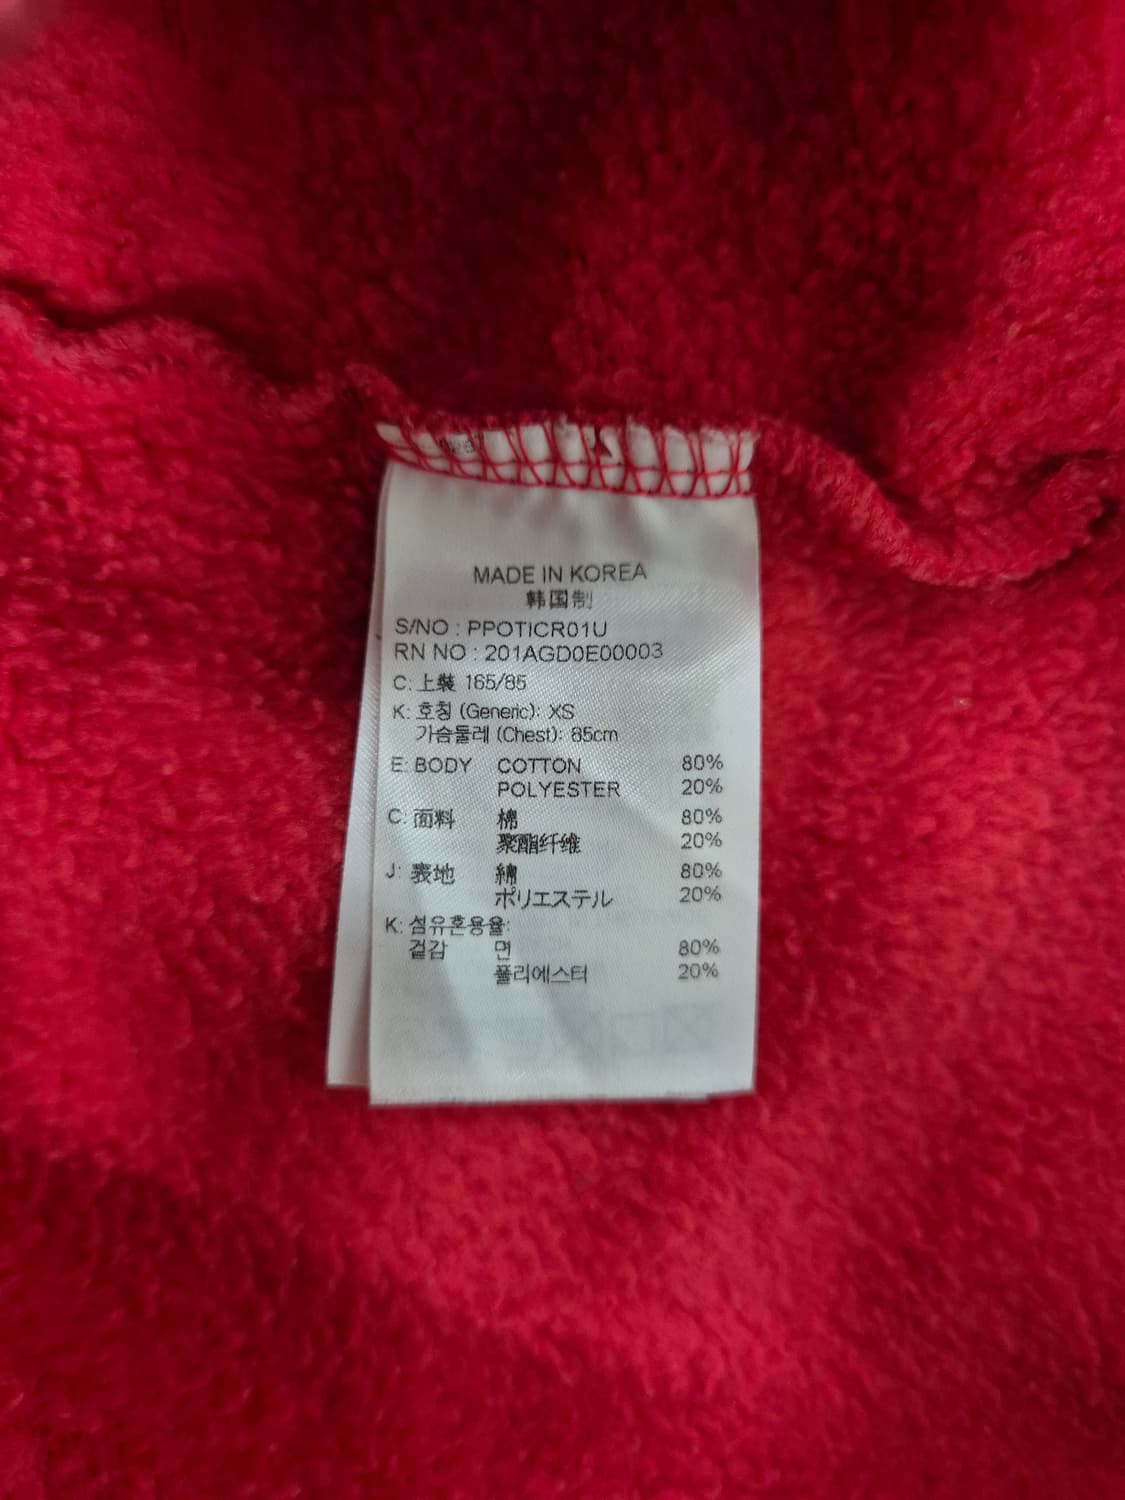 MADE IN KOREA
韩国制
S/NO : PPOTICR01U
RN NO : 201AGD0E00003
C: 上裝 165/85
K: 호칭 (Generic): XS
가슴둘레 (Chest): 85cm
E: BODY COTTON 80%
POLYESTER 20%
C: 面料 棉 80%
聚酯纤维 20%
J: 表地 綿 80%
ポリエステル 20%
K: 섬유혼용율:
겉감 면 80%
폴리에스터 20%